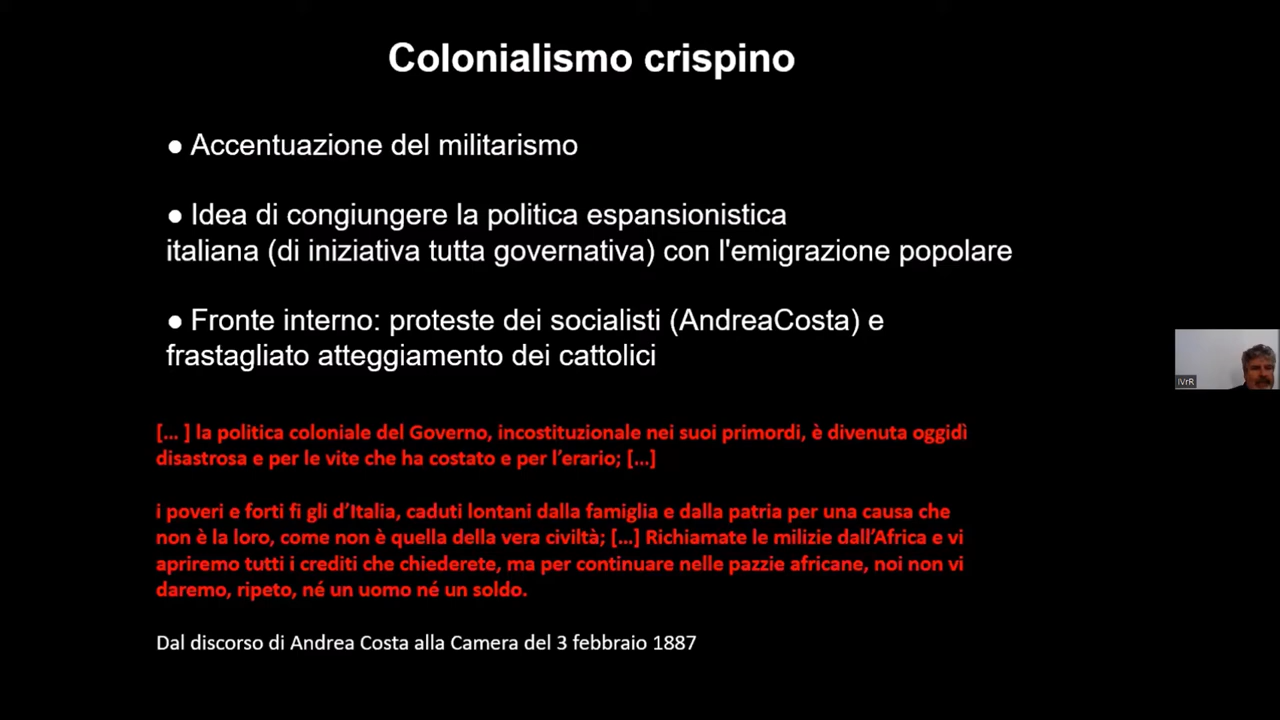 Colonialismo crispino
● Accentuazione del militarismo
● Idea di congiungere la politica espansionistica
italiana (di iniziativa tutta governativa) con l'emigrazione popolare
● Fronte interno: proteste dei socialisti (AndreaCosta) e
frastagliato atteggiamento dei cattolici
[… ] la politica coloniale del Governo, incostituzionale nei suoi primordi, è divenuta oggidì
disastrosa e per le vite che ha costato e per l’erario; […]
i poveri e forti fi gli d’Italia, caduti lontani dalla famiglia e dalla patria per una causa che
non è la loro, come non è quella della vera civiltà; […] Richiamate le milizie dall’Africa e vi
apriremo tutti i crediti che chiederete, ma per continuare nelle pazzie africane, noi non vi
daremo, ripeto, né un uomo né un soldo.
Dal discorso di Andrea Costa alla Camera del 3 febbraio 1887
IVrR